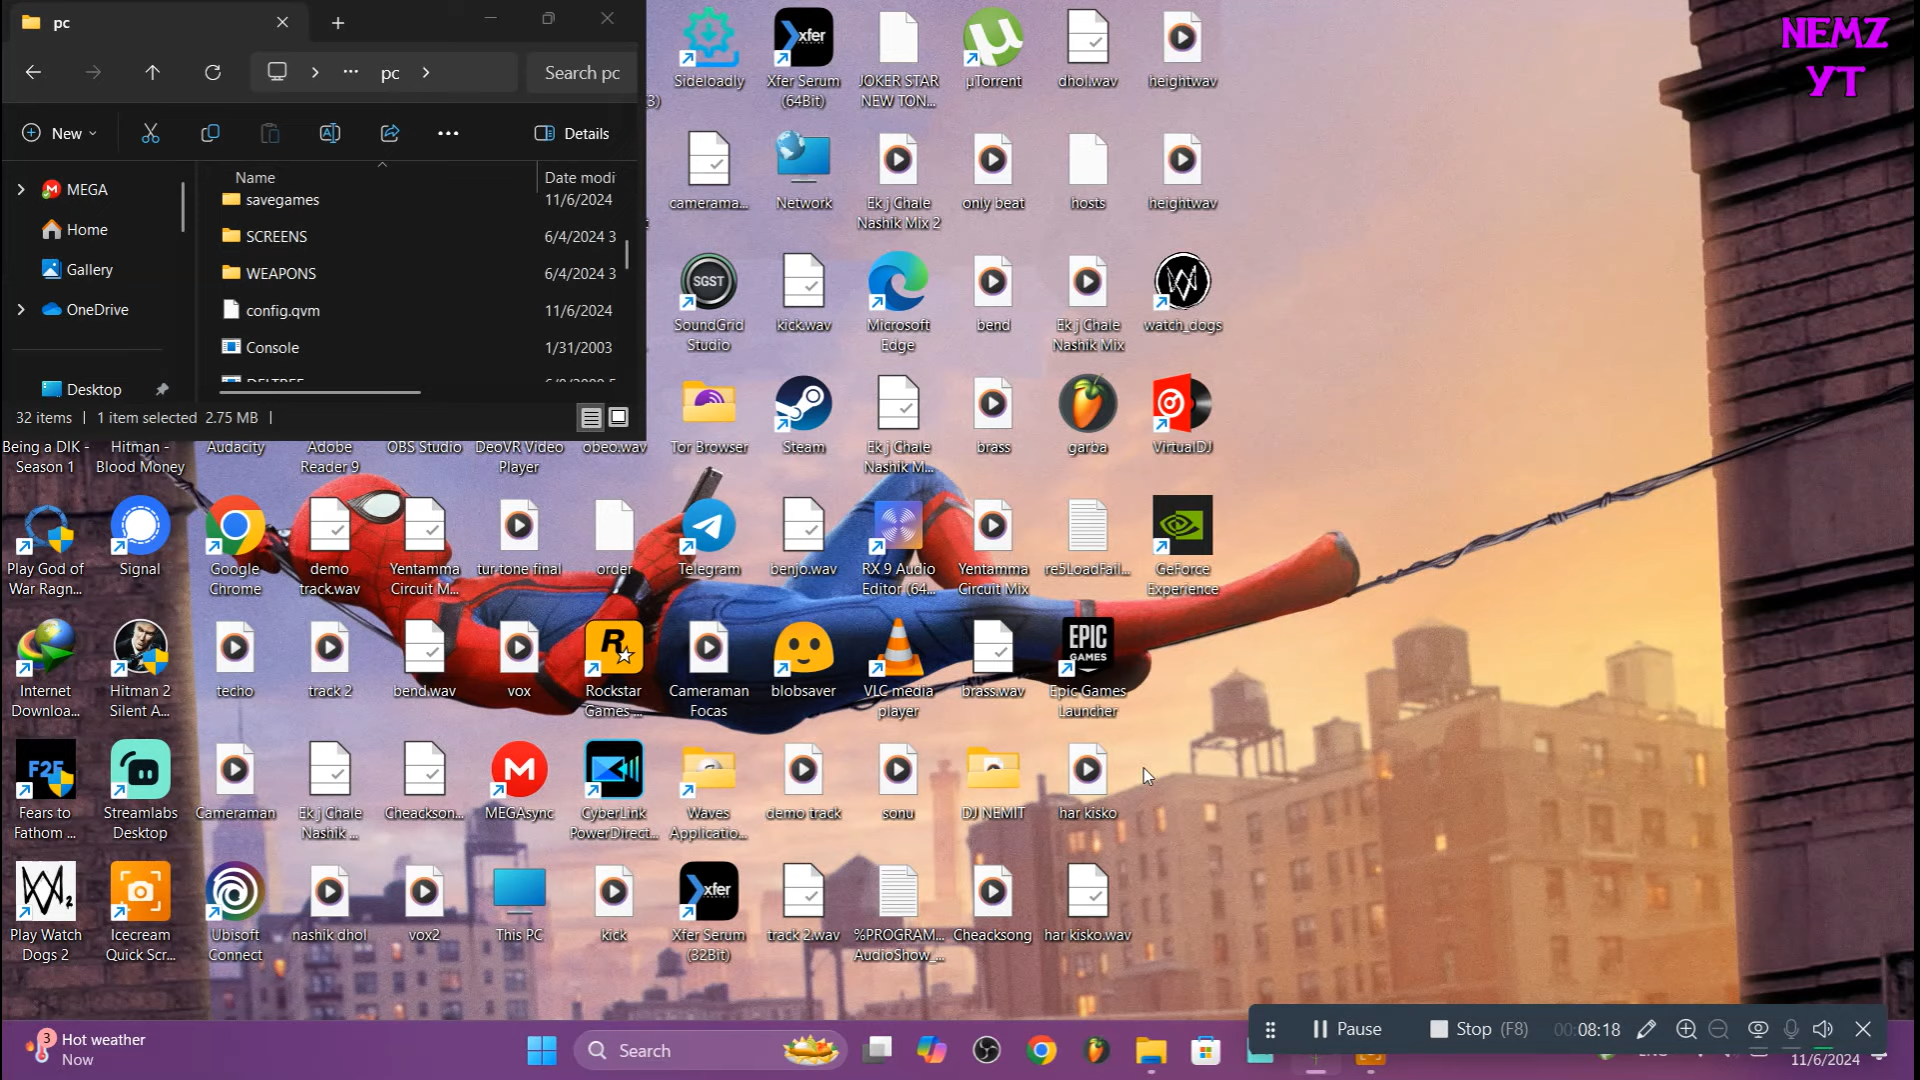 pc
pc
Search pc
New
Details
Name
Date modi
MEGA
Home
Gallery
OneDrive
Desktop
savegames
11/6/2024
SCREENS
6/4/2024 3
WEAPONS
6/4/2024 3
config.qvm
11/6/2024
Console
1/31/2003
32 items
1 item selected 2.75 MB
NEMZ
YT
3)
Sideloadly
Xfer Serum
(64Bit)
JOKER STAR
NEW TON...
µTorrent
dhol.wav
heightwav
camerama...
Network
Ek j Chale
Nashik Mix 2
only beat
hosts
heightwav
SGST
SoundGrid
Studio
kick.wav
Microsoft
Edge
bend
Ek j Chale
Nashik Mix
watch_dogs
Tor Browser
Steam
Ek j Chale
Nashik M...
brass
garba
VirtualDJ
Being a DIK -
Season 1
Hitman -
Blood Money
Audacity
Adobe
Reader 9
OBS Studio
DeoVR Video
Player
obeo.wav
Play God of
War Ragn...
Signal
Google
Chrome
demo
track.wav
Yentamma
Circuit M...
tur tone final
order
Telegram
benjo.wav
RX 9 Audio
Editor (64...
Yentamma
Circuit Mix
re5LoadFail...
GeForce
Experience
Internet
Downloa...
Hitman 2
Silent A...
techo
track 2
bend.wav
vox
Rockstar
Games ...
Cameraman
Focas
blobsaver
VLC media
player
brass.wav
EPIC
GAMES
Epic Games
Launcher
F2F
Fears to
Fathom ...
Streamlabs
Desktop
Cameraman
Ek j Chale
Nashik ...
Cheackson...
MEGAsync
CyberLink
PowerDirect...
Waves
Applicatio...
demo track
sonu
DJ NEMIT
har kisko
Play Watch
Dogs 2
Icecream
Quick Scr...
Ubisoft
Connect
nashik dhol
vox2
This PC
kick
xfer
Xfer Serum
(32Bit)
track 2.wav
%PROGRAM...
AudioShow_...
Cheacksong
har kisko.wav
3
Hot weather
Now
Search
Pause
Stop (F8)
00:08:18
11/6/2024